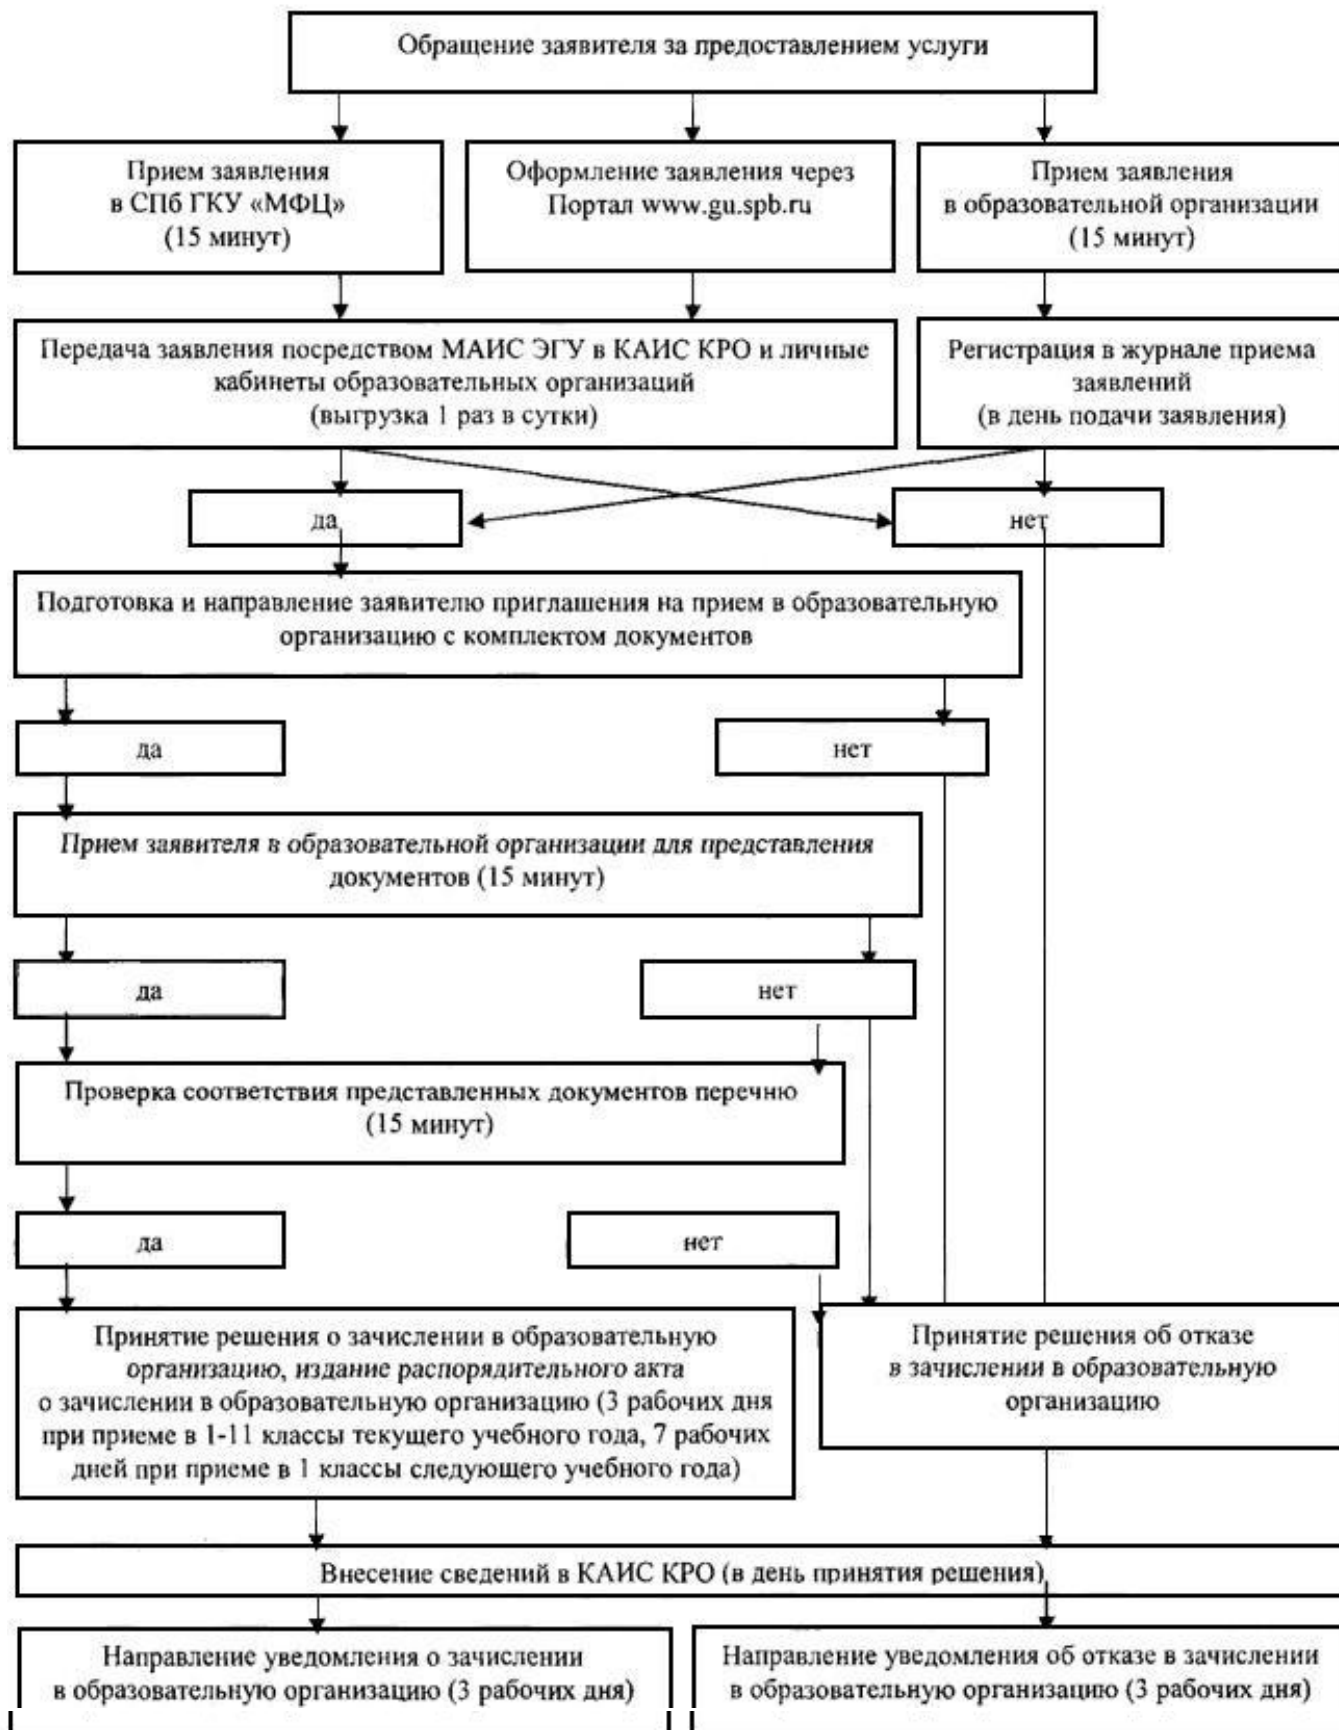 Обращение заявителя за предоставлением услуги
Прием заявления
в СПб ГКУ «МФЦ»
(15 минут)
Оформление заявления через
Портал www.gu.spb.ru
Прием заявления
в образовательной организации
(15 минут)
Передача заявления посредством МАИС ЭГУ в КАИС КРО и личные
кабинеты образовательных организаций
(выгрузка 1 раз в сутки)
Регистрация в журнале приема
заявлений
(в день подачи заявления)
да
нет
Подготовка и направление заявителю приглашения на прием в образовательную
организацию с комплектом документов
да
нет
Прием заявителя в образовательной организации для представления
документов (15 минут)
да
нет
Проверка соответствия представленных документов перечню
(15 минут)
да
нет
Принятие решения о зачислении в образовательную
организацию, издание распорядительного акта
о зачислении в образовательную организацию (3 рабочих дня
при приеме в 1-11 классы текущего учебного года, 7 рабочих
дней при приеме в 1 классы следующего учебного года)
Принятие решения об отказе
в зачислении в образовательную
организацию
Внесение сведений в КАИС КРО (в день принятия решения)
Направление уведомления о зачислении
в образовательную организацию (3 рабочих дня)
Направление уведомления об отказе в зачислении
в образовательную организацию (3 рабочих дня)